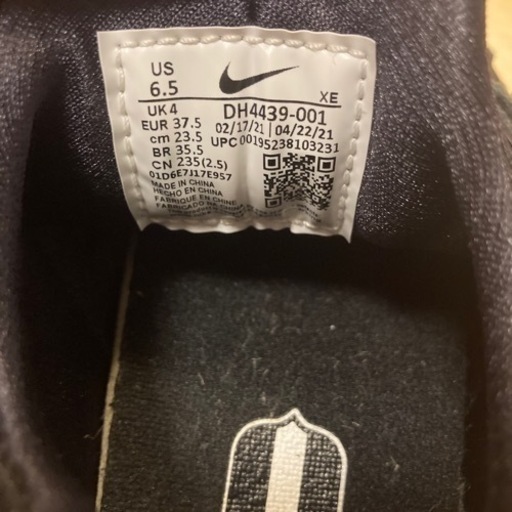 US
6.5
XE
UK 4
DH4439-001
EUR 37.5
02/17/21 | 04/22/21
cm 23.5
UPC 00195238103231
BR 35.5
CN 235(2.5)
01D6E7J17E957
MADE IN CHINA
HECHO EN CHINA
FABRIQUE EN CHINE
FABRICADO NA CHINA